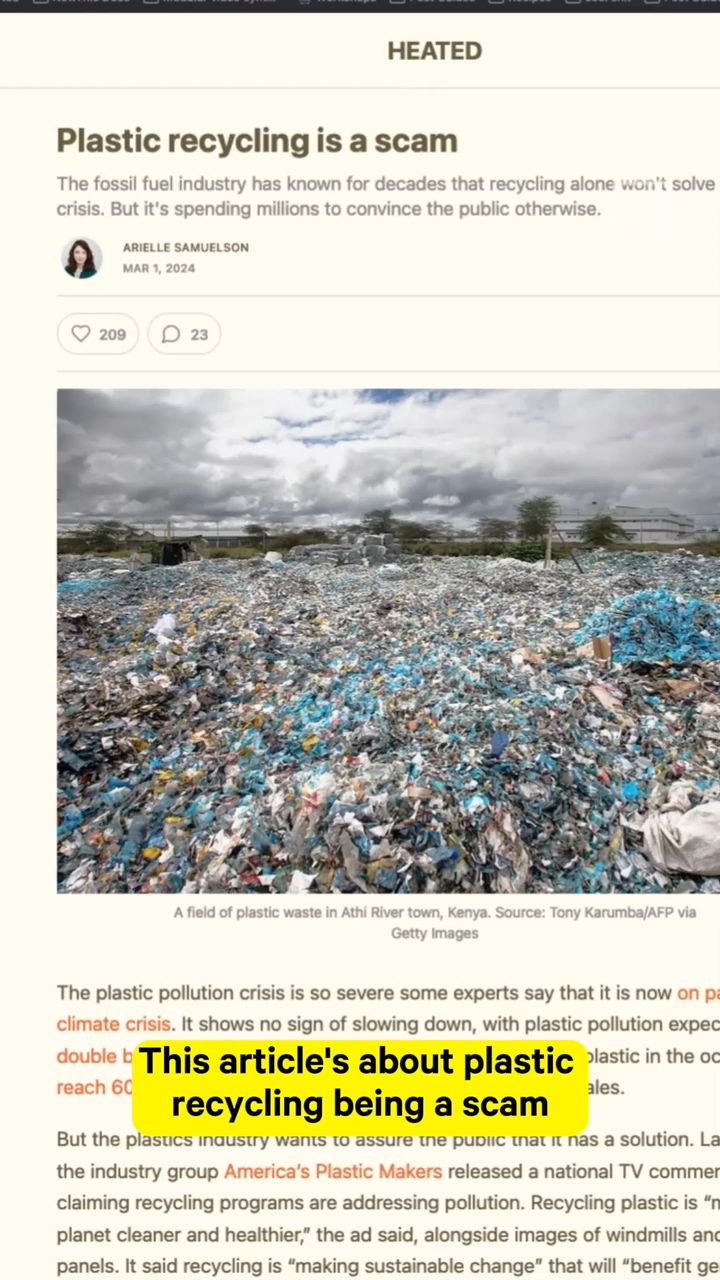 HEATED
Plastic recycling is a scam
The fossil fuel industry has known for decades that recycling alone won't solve
crisis. But it's spending millions to convince the public otherwise.
ARIELLE SAMUELSON
MAR 1, 2024
209 23
A field of plastic waste in Athi River town, Kenya. Source: Tony Karumba/AFP via
Getty Images
The plastic pollution crisis is so severe some experts say that it is now on pa
climate crisis. It shows no sign of slowing down, with plastic pollution expec
double b plastic in the oc
reach 60 ales.
This article's about plastic
recycling being a scam
But the plastics industry wants to assure the public that it has a solution. La
the industry group America's Plastic Makers released a national TV commer
claiming recycling programs are addressing pollution. Recycling plastic is “m
planet cleaner and healthier,” the ad said, alongside images of windmills and
panels. It said recycling is “making sustainable change” that will “benefit ge